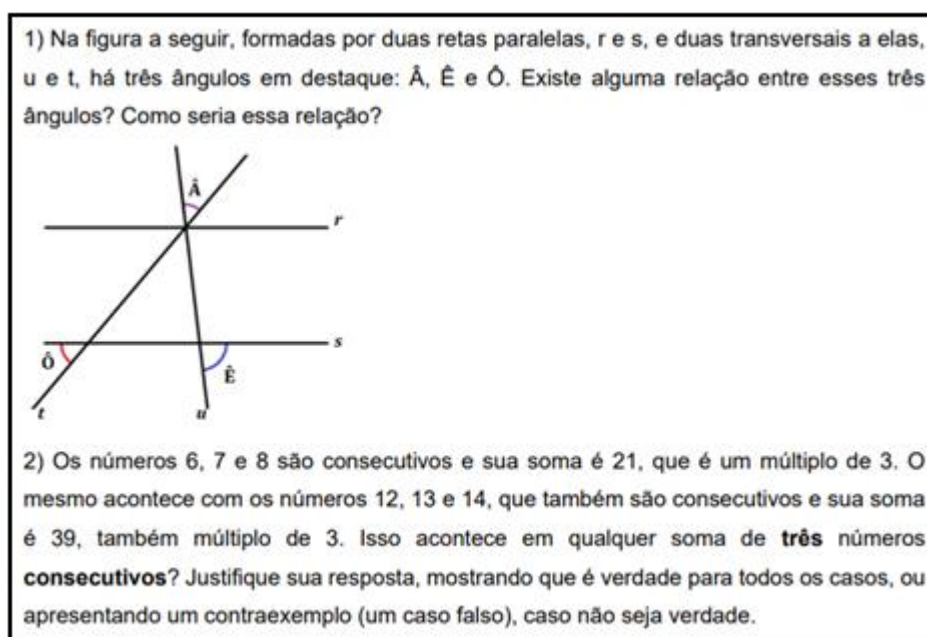 1) Na figura a seguir, formadas por duas retas paralelas, r e s, e duas transversais a elas,
u e t, há três ângulos em destaque: Â, Ê e Ô. Existe alguma relação entre esses três
ângulos? Como seria essa relação?
Â
r
s
Ô
Ê
t
u
2) Os números 6, 7 e 8 são consecutivos e sua soma é 21, que é um múltiplo de 3. O
mesmo acontece com os números 12, 13 e 14, que também são consecutivos e sua soma
é 39, também múltiplo de 3. Isso acontece em qualquer soma de três números
consecutivos? Justifique sua resposta, mostrando que é verdade para todos os casos, ou
apresentando um contraexemplo (um caso falso), caso não seja verdade.